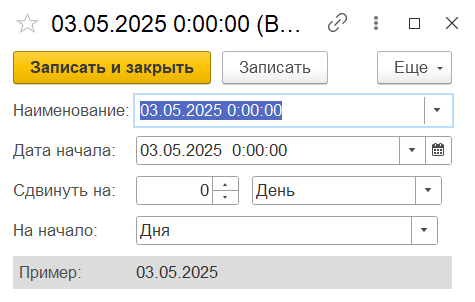 03.05.2025 0:00:00 (В...
Записать и закрыть Записать Еще
Наименование: 03.05.2025 0:00:00
Дата начала: 03.05.2025 0:00:00
Сдвинуть на: 0 День
На начало: Дня
Пример: 03.05.2025